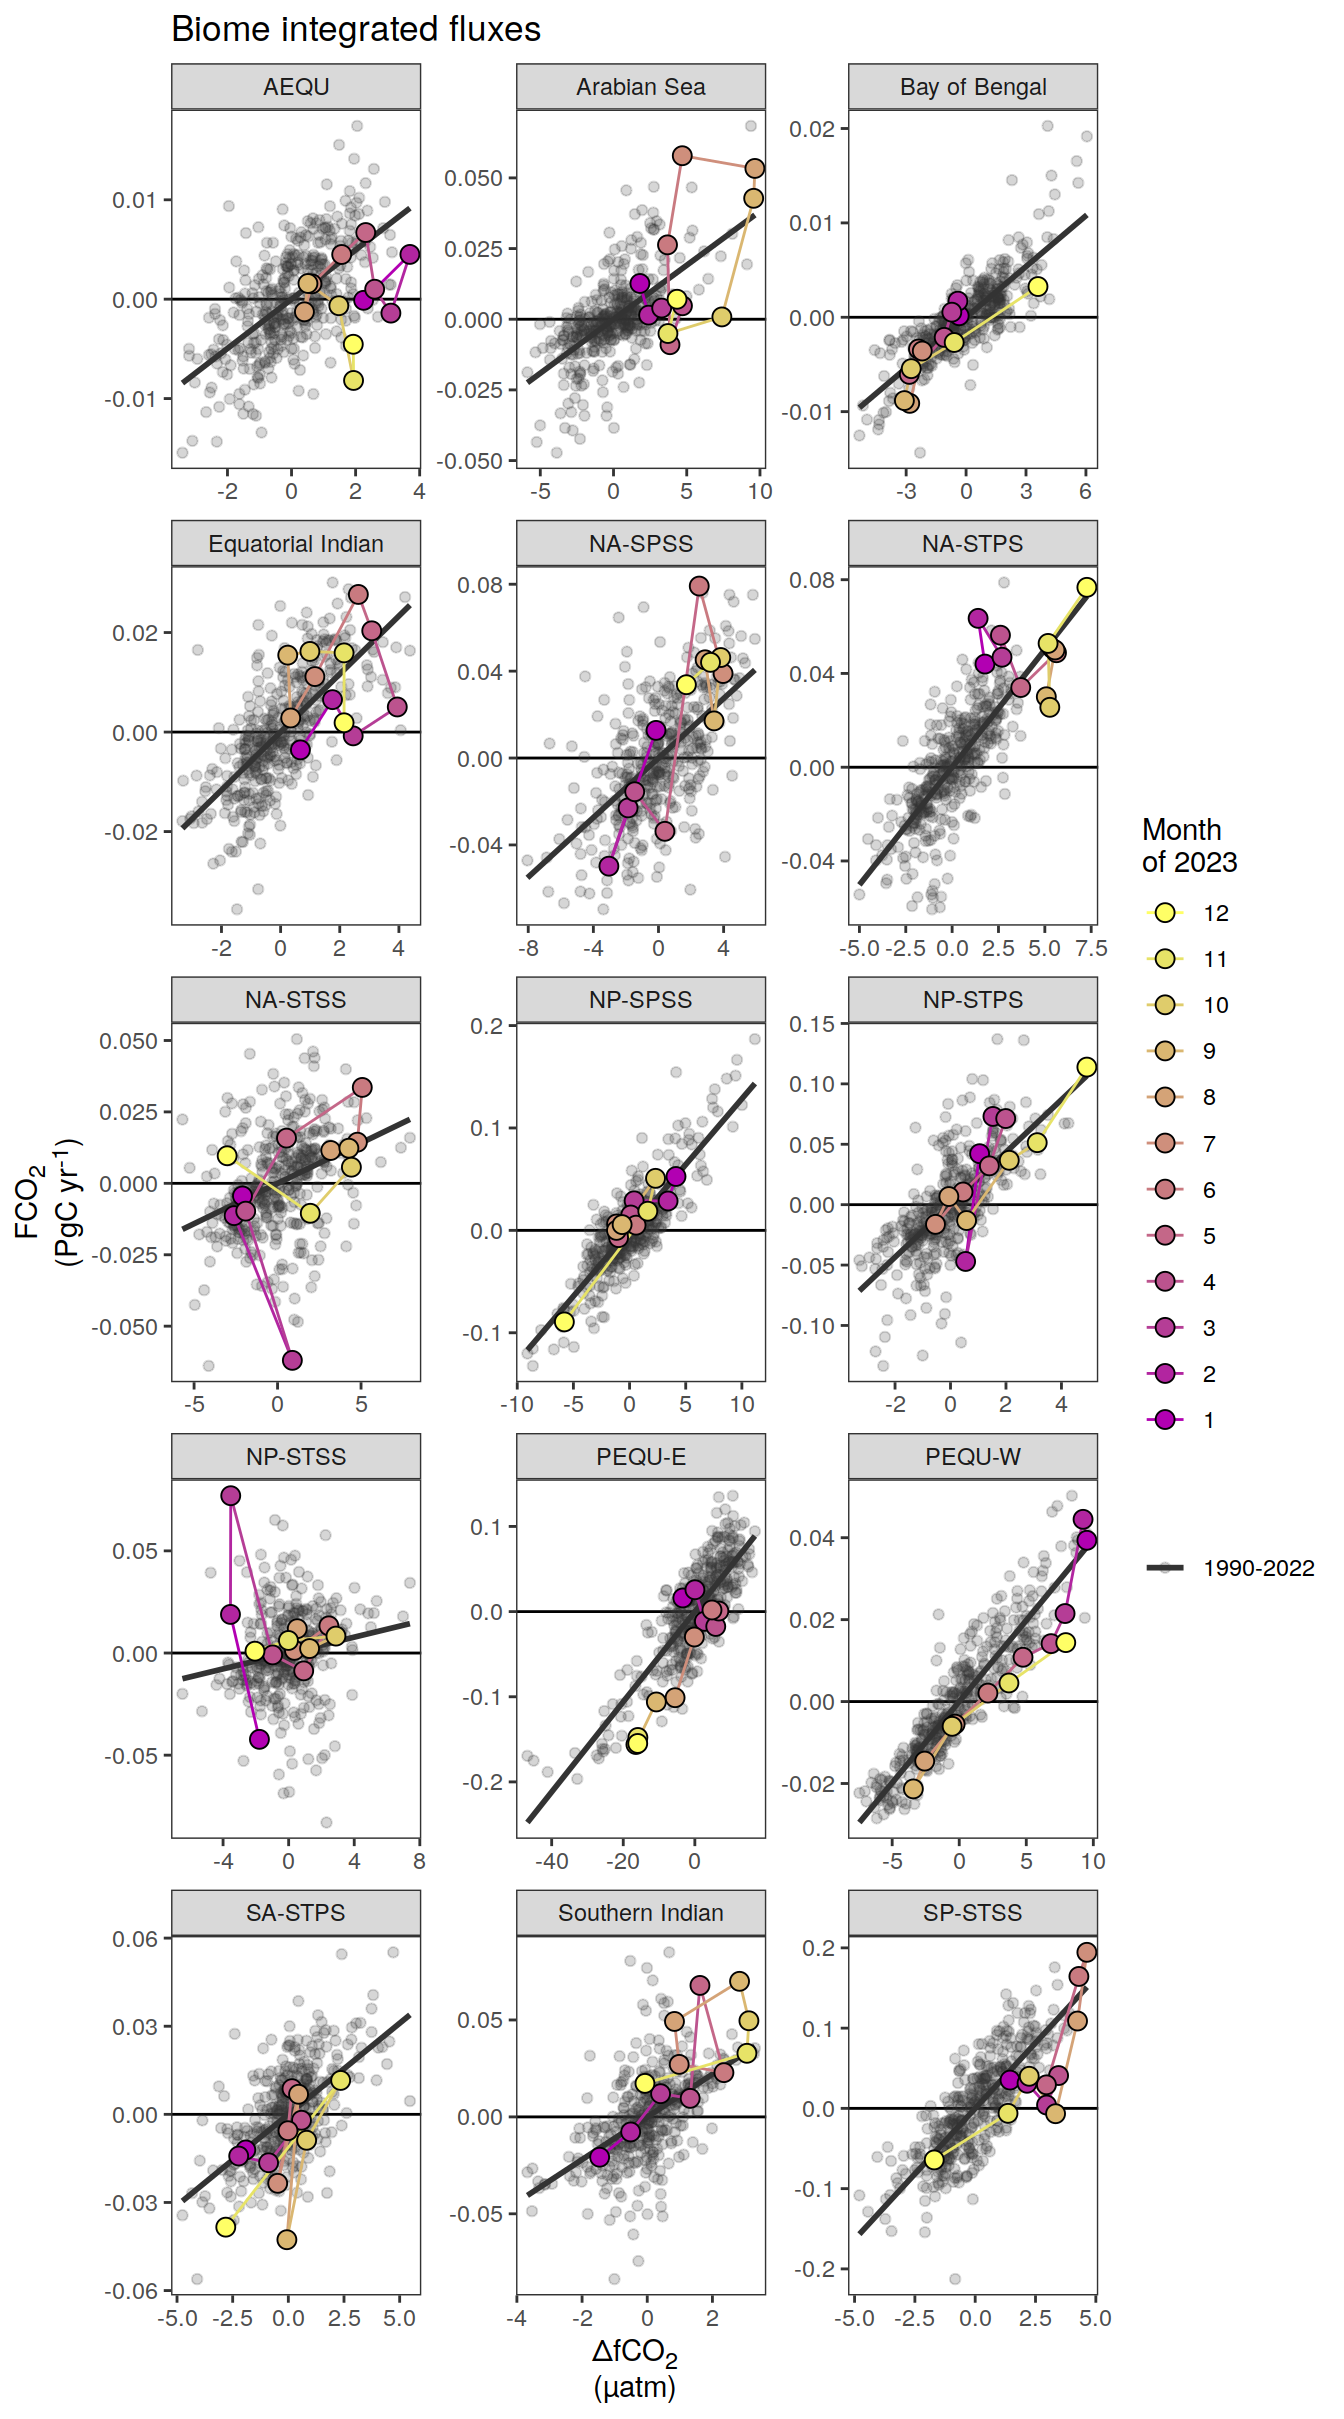 Biome integrated fluxes
AEQU
Arabian Sea
Bay of Bengal
0.01
0.00
-0.01
0.050
0.025
0.000
-0.025
-0.050
0.02
0.01
0.00
-0.01
-2 0 2 4
-5 0 5 10
-3 0 3 6
Equatorial Indian
NA-SPSS
NA-STPS
0.02
0.00
-0.02
0.08
0.04
0.00
-0.04
0.08
0.04
0.00
-0.04
-2 0 2 4
-8 -4 0 4
-5.0 -2.5 0.0 2.5 5.0 7.5
NA-STSS
NP-SPSS
NP-STPS
0.050
0.025
0.000
-0.025
-0.050
0.2
0.1
0.0
-0.1
0.15
0.10
0.05
0.00
-0.05
-0.10
-5 0 5
-10 -5 0 5 10
-2 0 2 4
NP-STSS
PEQU-E
PEQU-W
0.05
0.00
-0.05
0.1
0.0
-0.1
-0.2
0.04
0.02
0.00
-0.02
-4 0 4 8
-40 -20 0
-5 0 5 10
SA-STPS
Southern Indian
SP-STSS
0.06
0.03
0.00
-0.03
-0.06
0.05
0.00
-0.05
0.2
0.1
0.0
-0.1
-0.2
-5.0 -2.5 0.0 2.5 5.0
-4 -2 0 2
-5.0 -2.5 0.0 2.5 5.0
FCO₂
(PgC yr⁻¹)
ΔfCO₂
(µatm)
Month
of 2023
12
11
10
9
8
7
6
5
4
3
2
1
1990-2022